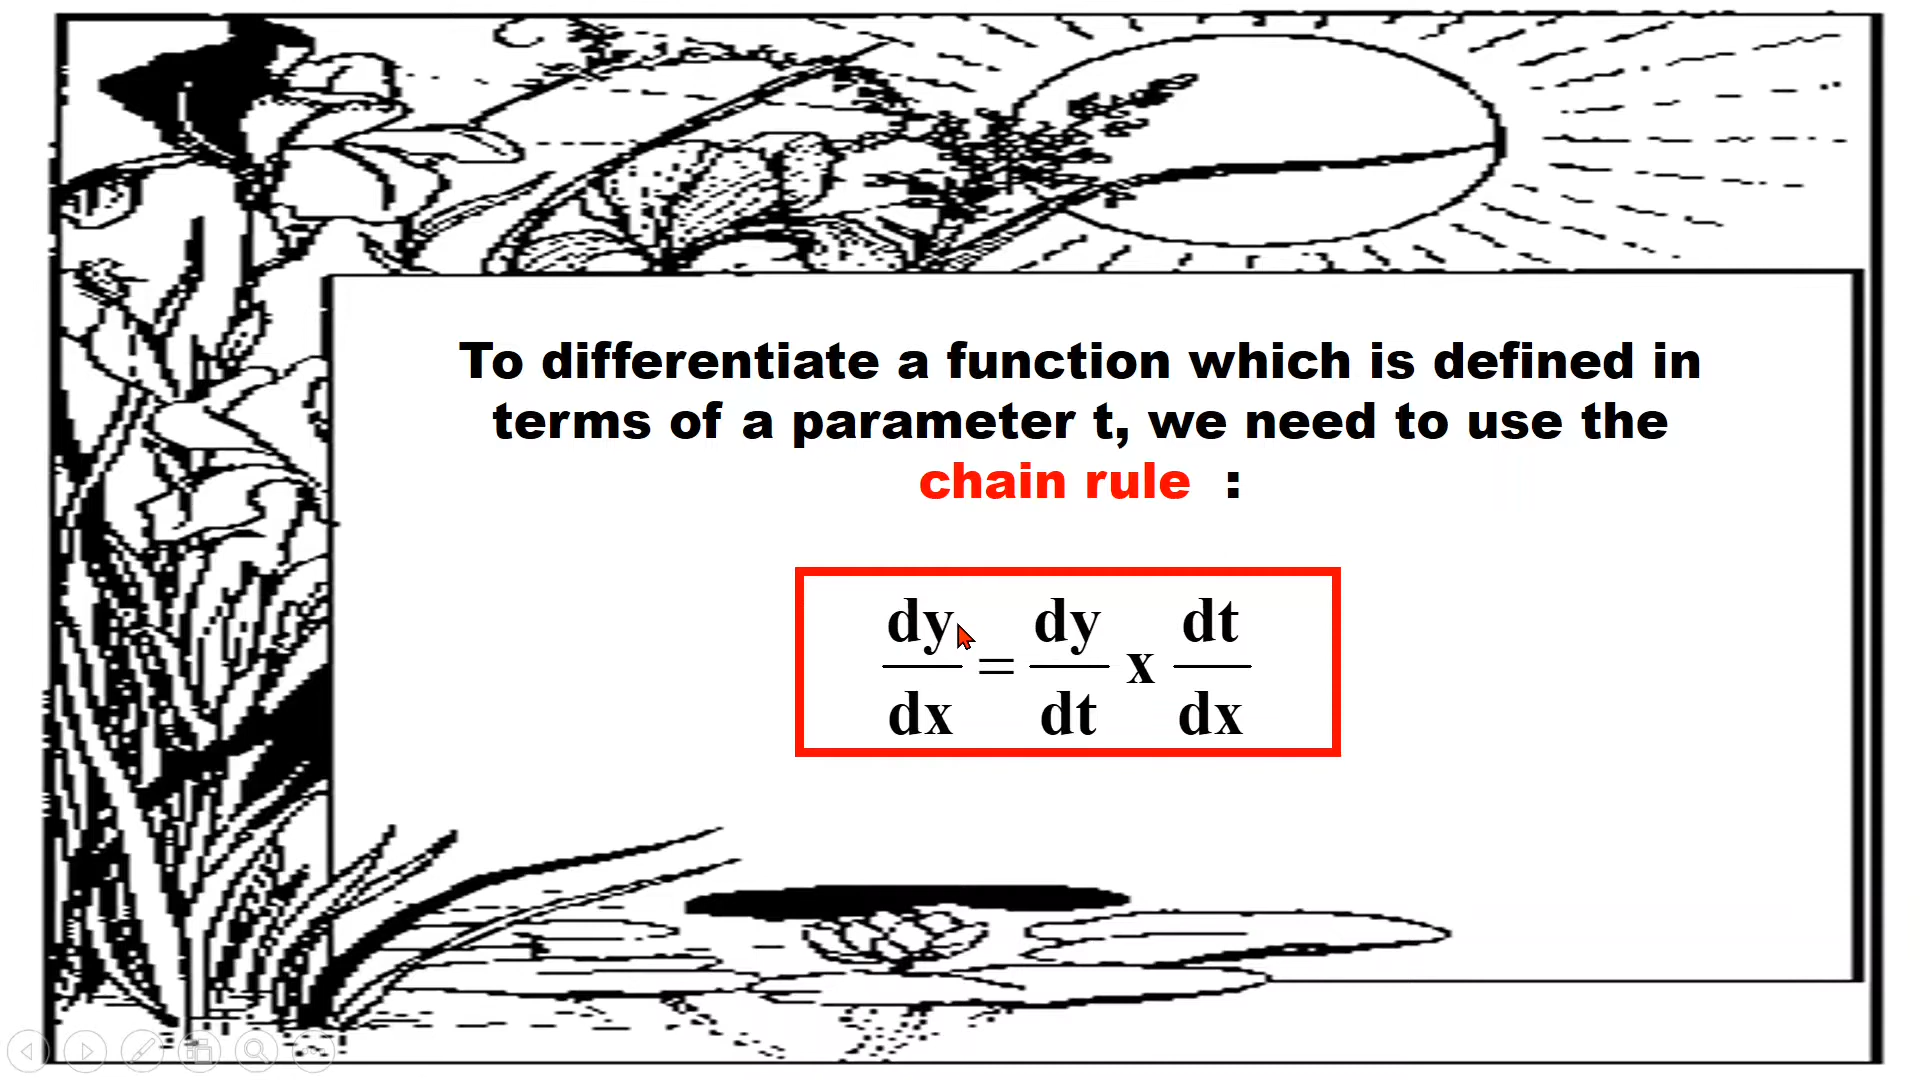 To differentiate a function which is defined in
terms of a parameter t, we need to use the
chain rule :
dy/dx = dy/dt x dt/dx